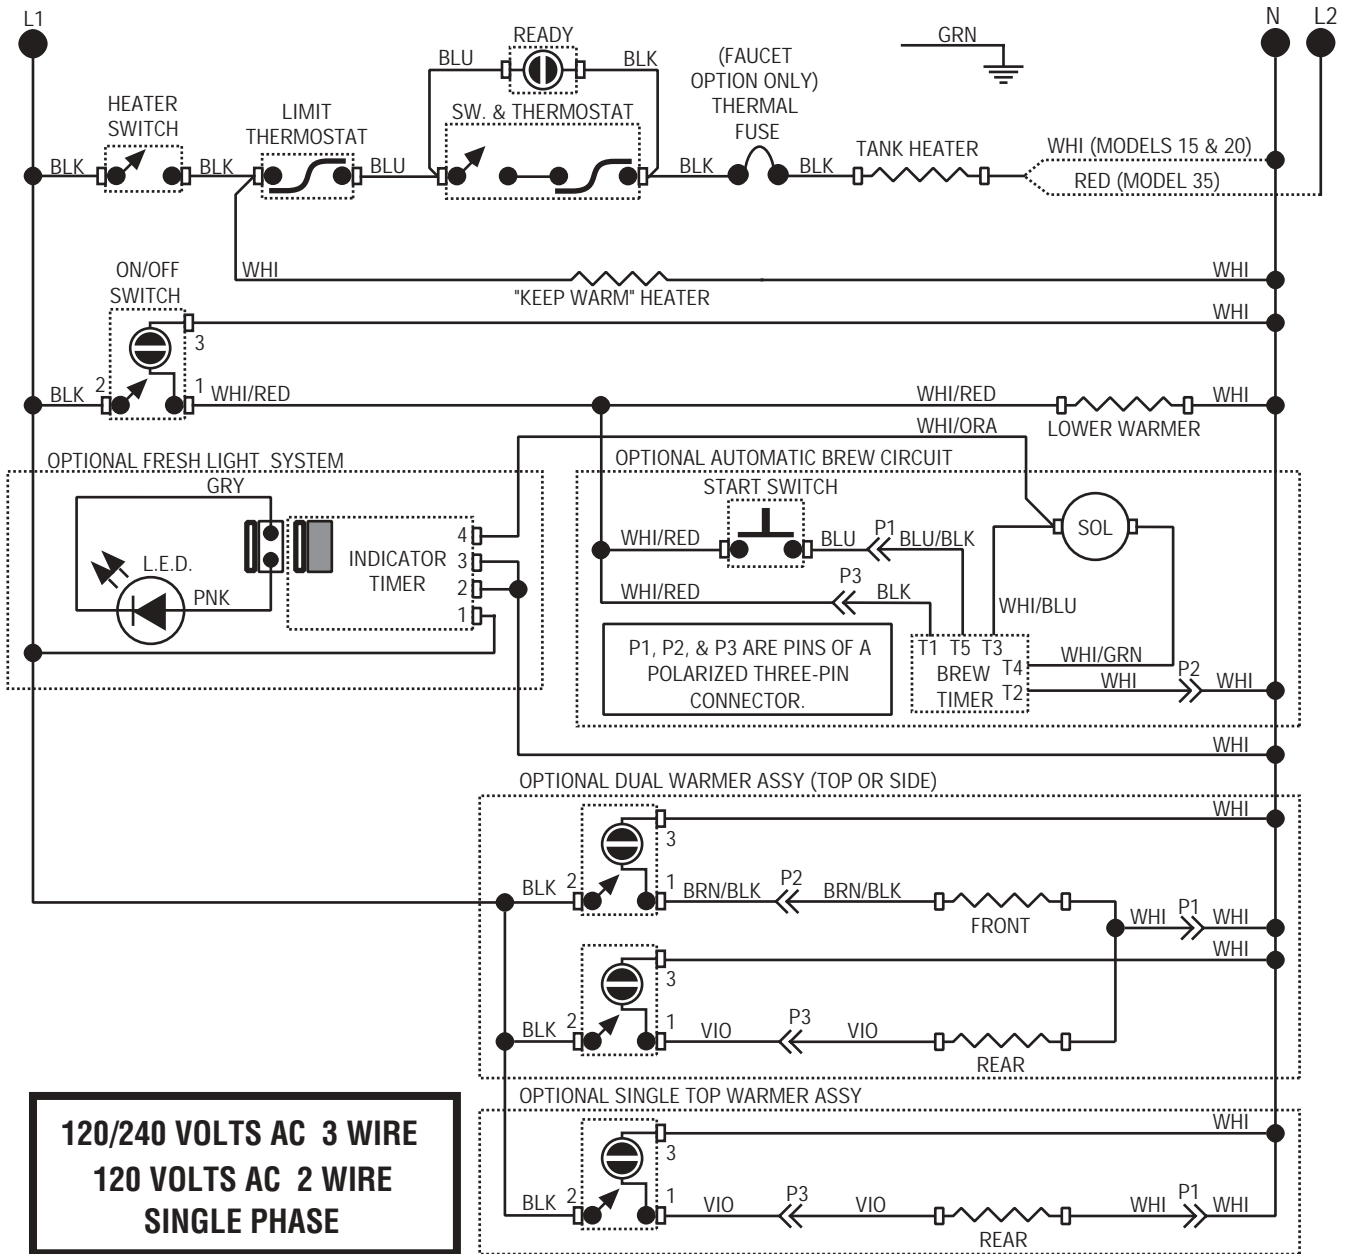 L1
N
L2
READY
BLU
BLK
GRN
(FAUCET
OPTION ONLY)
THERMAL
FUSE
HEATER
SWITCH
LIMIT
THERMOSTAT
SW. & THERMOSTAT
TANK HEATER
WHI (MODELS 15 & 20)
RED (MODEL 35)
BLK
BLK
BLU
BLK
BLK
WHI
"KEEP WARM" HEATER
WHI
ON/OFF
SWITCH
3
WHI
BLK
2
1
WHI/RED
WHI/RED
WHI
LOWER WARMER
WHI/ORA
OPTIONAL FRESH LIGHT SYSTEM
GRY
L.E.D.
PNK
INDICATOR
TIMER
4
3
2
1
OPTIONAL AUTOMATIC BREW CIRCUIT
START SWITCH
SOL
WHI/RED
BLU
P1
BLU/BLK
WHI/RED
P3
BLK
WHI/BLU
P1, P2, & P3 ARE PINS OF A
POLARIZED THREE-PIN
CONNECTOR.
T1 T5 T3
BREW
TIMER
T4
T2
WHI/GRN
WHI
P2
WHI
WHI
OPTIONAL DUAL WARMER ASSY (TOP OR SIDE)
WHI
3
BLK
2
1
BRN/BLK
P2
BRN/BLK
FRONT
WHI
P1
WHI
WHI
3
BLK
2
1
VIO
P3
VIO
REAR
OPTIONAL SINGLE TOP WARMER ASSY
WHI
3
BLK
2
1
VIO
P3
VIO
REAR
WHI
P1
WHI
120/240 VOLTS AC 3 WIRE
120 VOLTS AC 2 WIRE
SINGLE PHASE